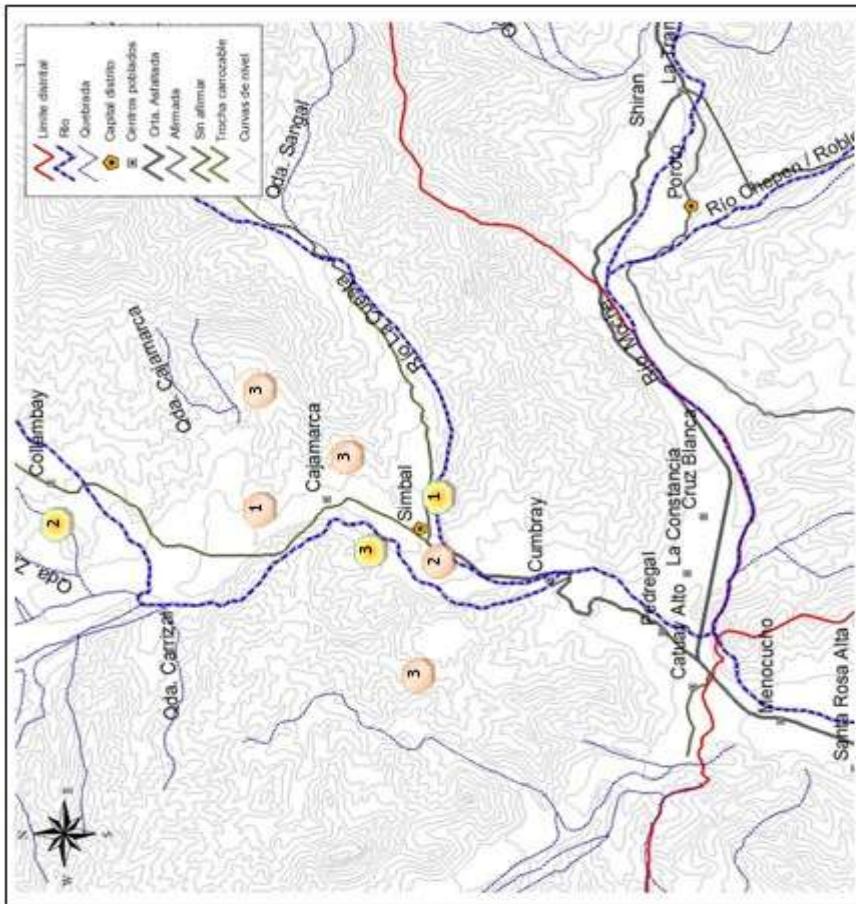 Límite distrital
Río
Quebrada
Capital distrito
Centros poblados
Crta. Asfaltada
Afirmada
Sin afirmar
Trocha carrozable
Curvas de nivel
N
E
S
W
Collambay
2
Qda. Cajamarca
Qda. Sangal
Qda. Carrizal
3
1
Cajamarca
3
3
Simbal
1
2
3
Río La Cuesta
Cumbray
Pedregal
Catuay Alto
La Constancia
Cruz Blanca
Río Moche
Shiran
Poroto
Río Chepen / Roble
Menocucho
Santa Rosa Alta